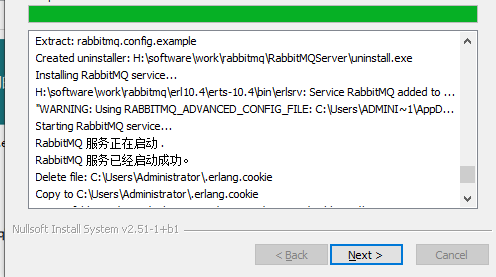 Extract: rabbitmq.config.example
Created uninstaller: H:\software\work\rabbitmq\RabbitMQServer\uninstall.exe
Installing RabbitMQ service...
H:\software\work\rabbitmq\erl10.4\erts-10.4\bin\erlsrv: Service RabbitMQ added to ...
"WARNING: Using RABBITMQ_ADVANCED_CONFIG_FILE: C:\Users\ADMINI~1\AppD...
Starting RabbitMQ service...
RabbitMQ 服务正在启动 .
RabbitMQ 服务已经启动成功。
Delete file: C:\Users\Administrator\.erlang.cookie
Copy to C:\Users\Administrator\.erlang.cookie
Nullsoft Install System v2.51-1+b1
< Back
Next >
Cancel